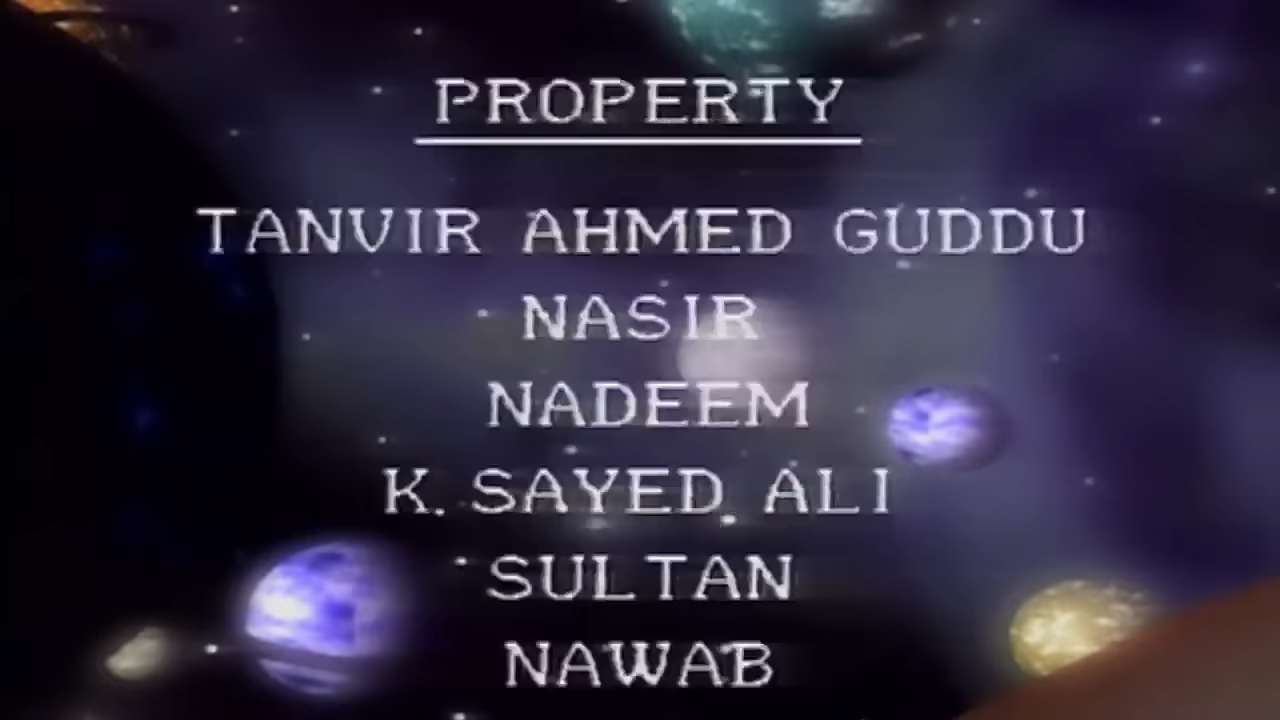 PROPERTY
TANVIR AHMED GUDDU
NASIR
NADEEM
K. SAYED ALI
SULTAN
NAWAB